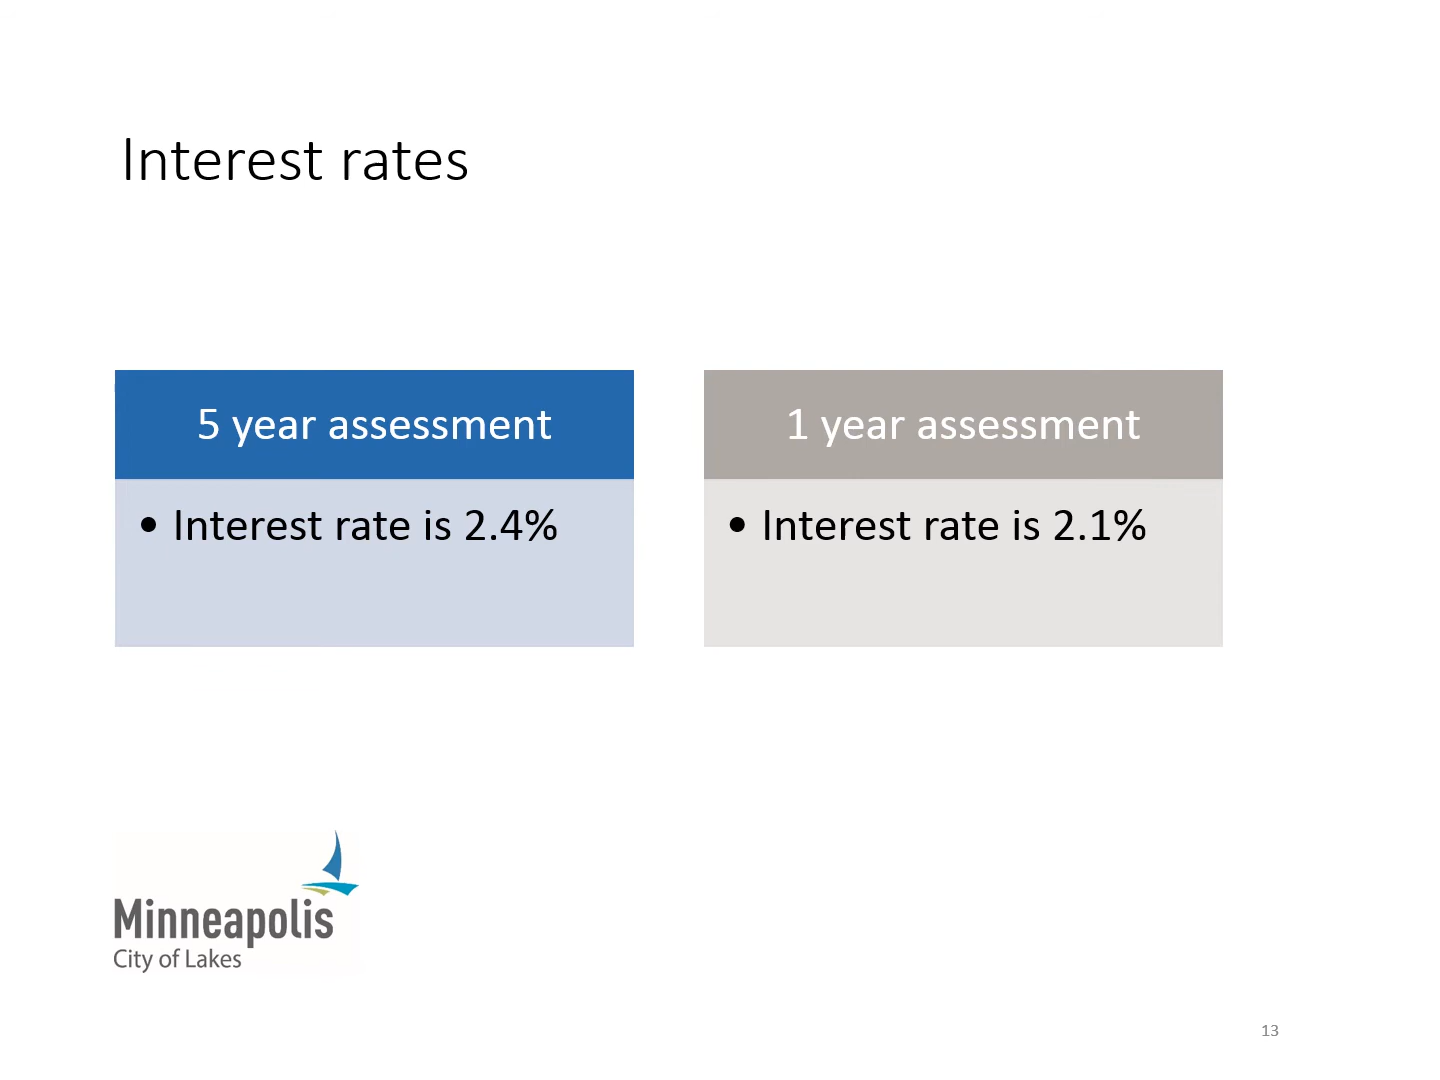 Interest rates
5 year assessment
• Interest rate is 2.4%
1 year assessment
• Interest rate is 2.1%
Minneapolis
City of Lakes
13